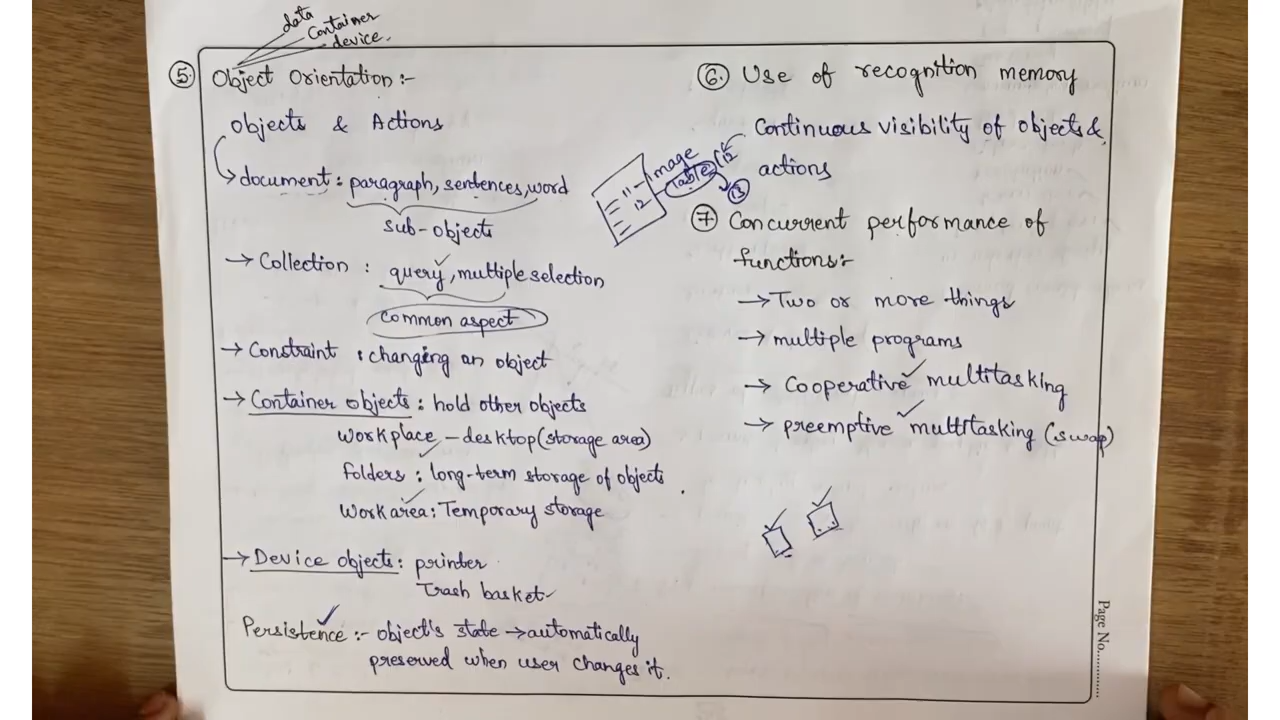 data
Container
device.
5. Object Orientation:-
Objects & Actions
→ document : paragraph, sentences, word
sub-objects
→ Collection : query, multiple selection
common aspect
→ Constraint : changing an object
→ Container objects : hold other objects
Workplace - desktop (storage area)
folders : long-term storage of objects
Work area : Temporary storage
→ Device objects : printer
Trash basket
Persistence :- object's state → automatically
preserved when user changes it.
6. Use of recognition memory
Continuous visibility of objects &
actions
image
Table
12
12
13
7 Concurrent performance of
functions:-
→ Two or more things
→ multiple programs
→ Cooperative multitasking
→ preemptive multitasking (swap)
Page No.............